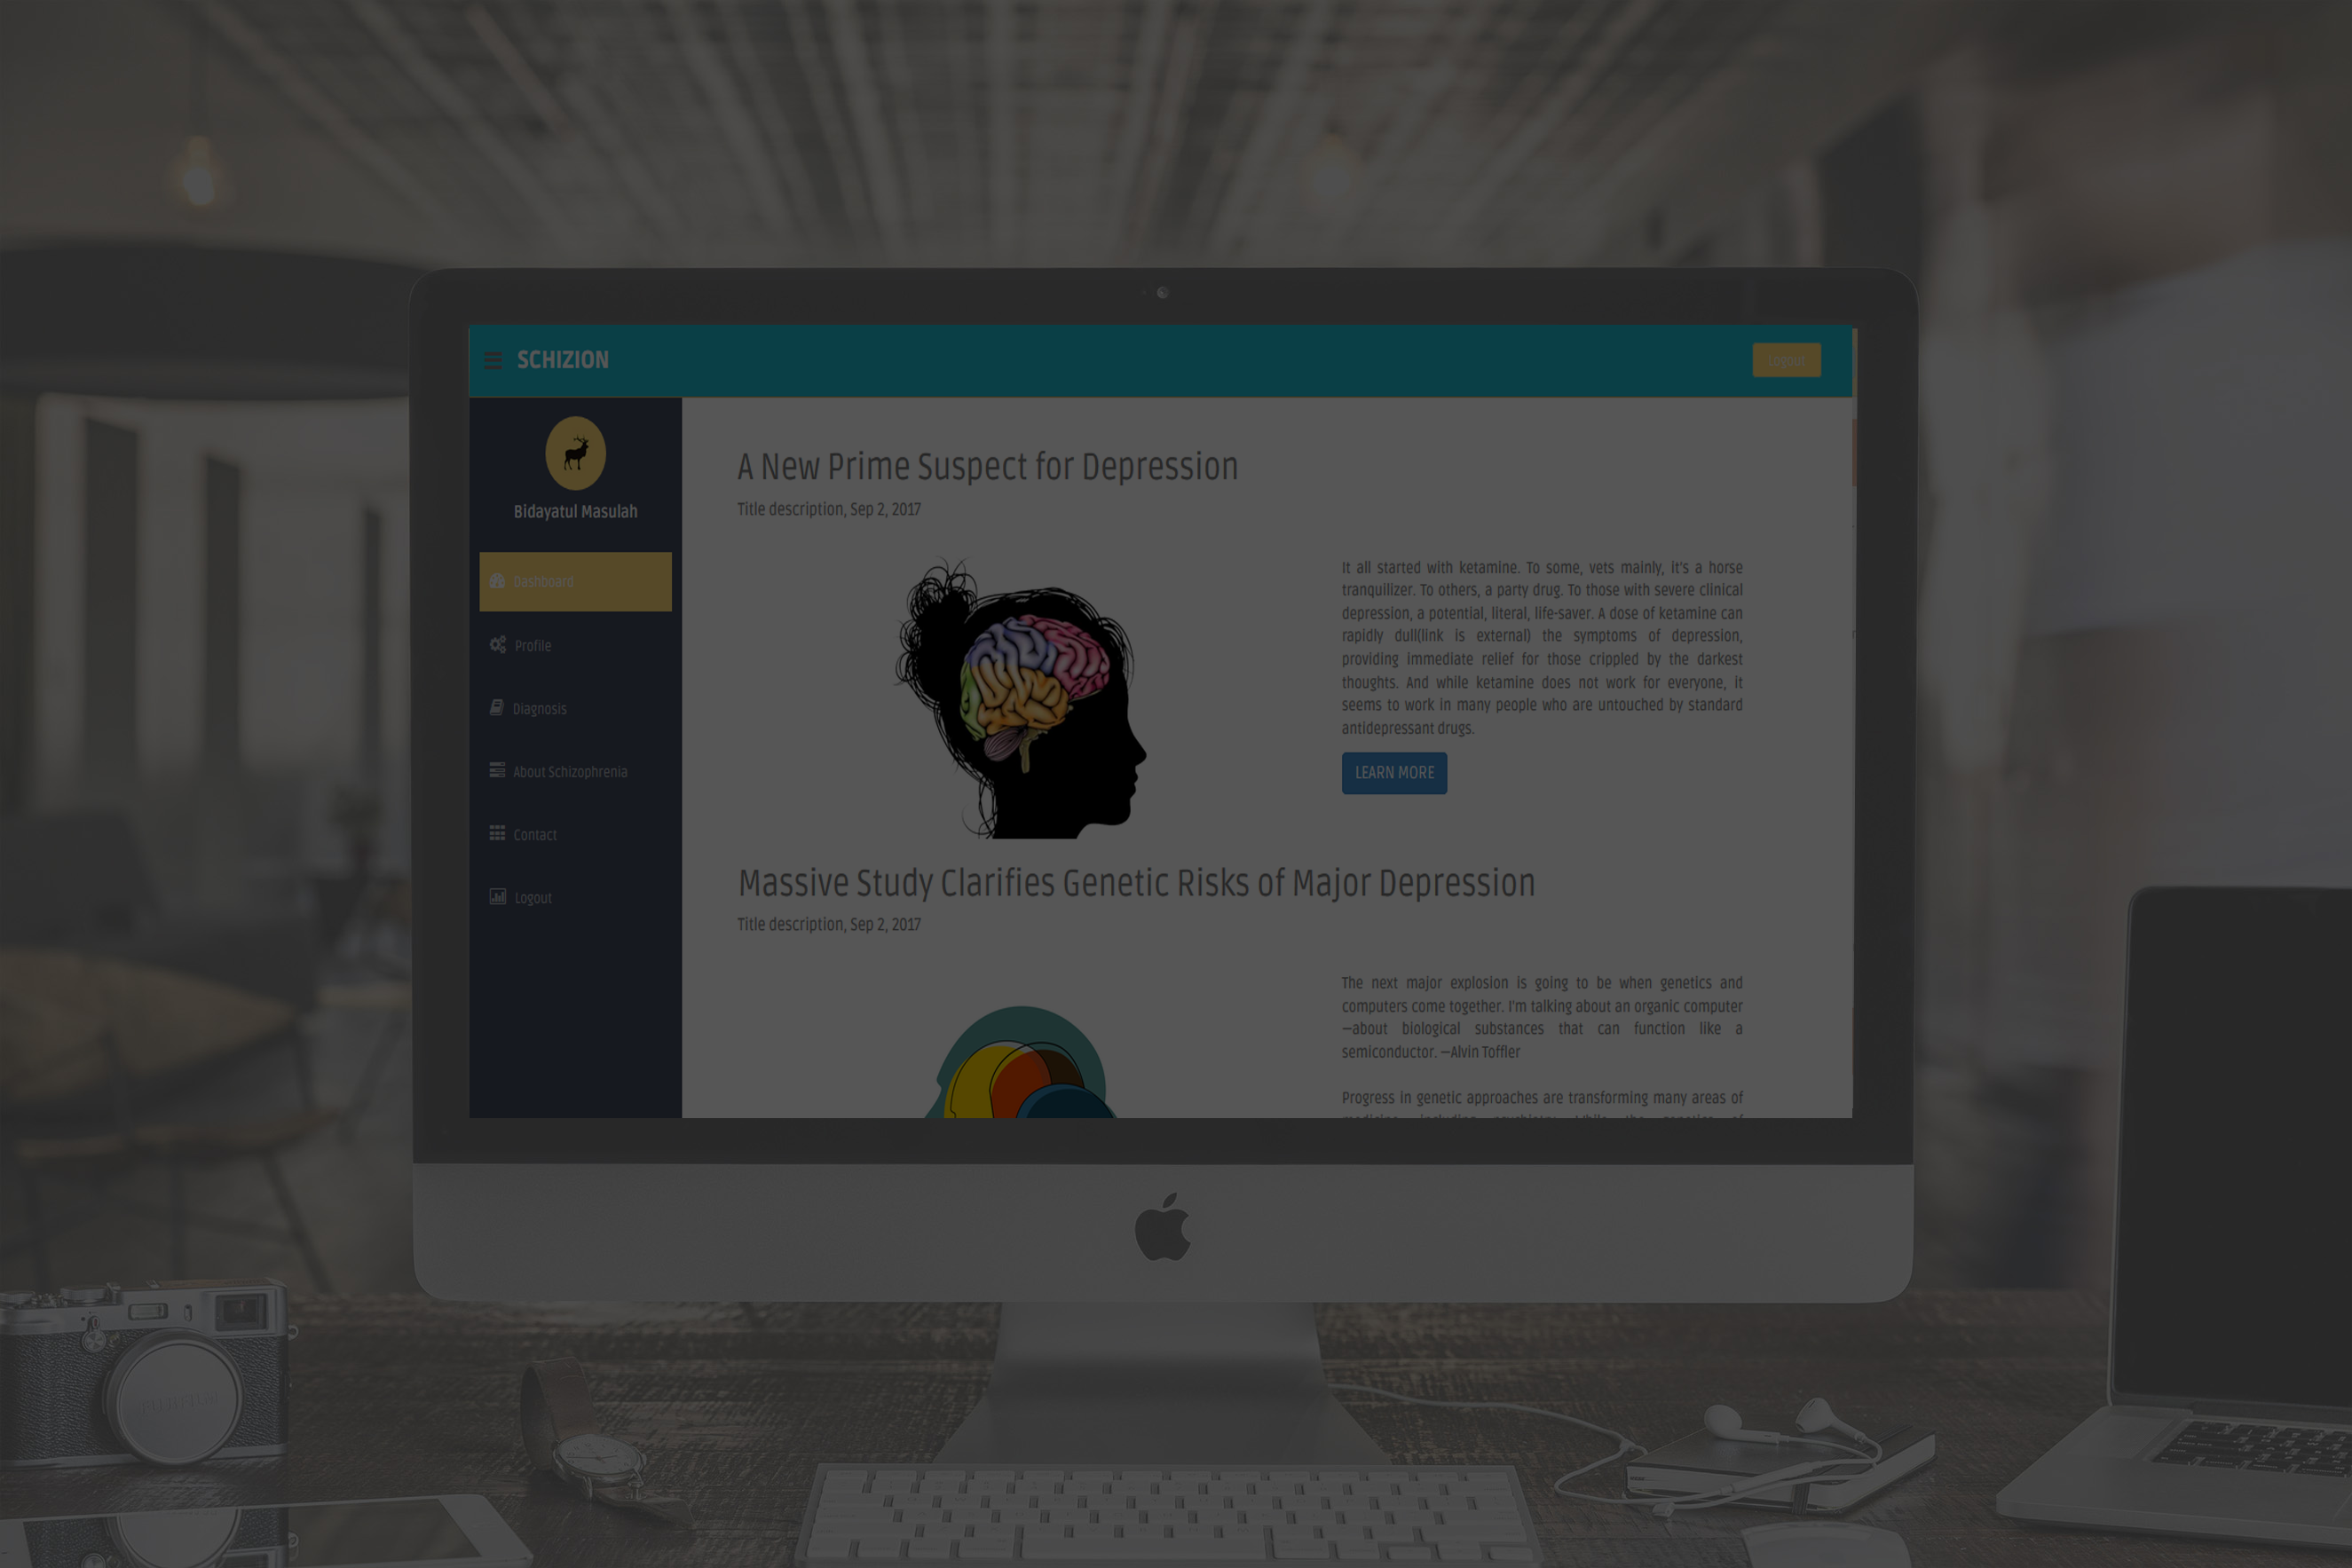 SCHIZION
Logout
Bidayatul Masulah
Dashboard
Profile
Diagnosis
About Schizophrenia
Contact
Logout
A New Prime Suspect for Depression
Title description, Sep 2, 2017
It all started with ketamine. To some, vets mainly, it's a horse
tranquilizer. To others, a party drug. To those with severe clinical
depression, a potential, literal, life-saver. A dose of ketamine can
rapidly dull(link is external) the symptoms of depression,
providing immediate relief for those crippled by the darkest
thoughts. And while ketamine does not work for everyone, it
seems to work in many people who are untouched by standard
antidepressant drugs.
LEARN MORE
Massive Study Clarifies Genetic Risks of Major Depression
Title description, Sep 2, 2017
The next major explosion is going to be when genetics and
computers come together. I'm talking about an organic computer
—about biological substances that can function like a
semiconductor. —Alvin Toffler
Progress in genetic approaches are transforming many areas of
medicine, including psychiatry. While the genetics of
FUJIFILM